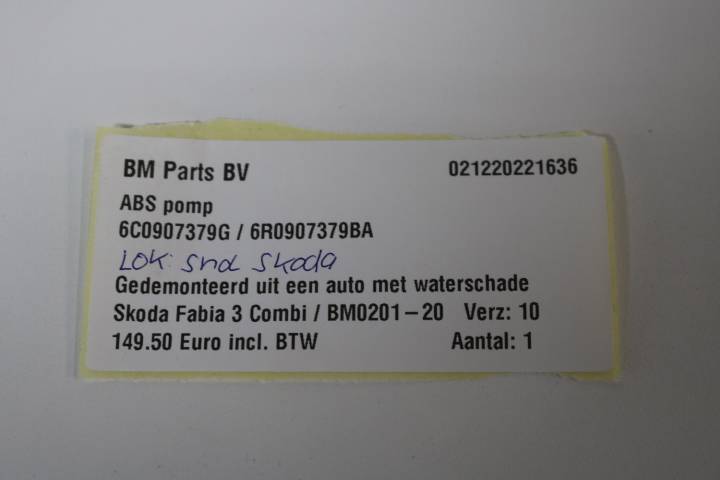 BM Parts BV 021220221636
ABS pomp
6C0907379G / 6R0907379BA
Lok: Snd Skoda
Gedemonteerd uit een auto met waterschade
Skoda Fabia 3 Combi / BM0201-20 Verz: 10
149.50 Euro incl. BTW Aantal: 1